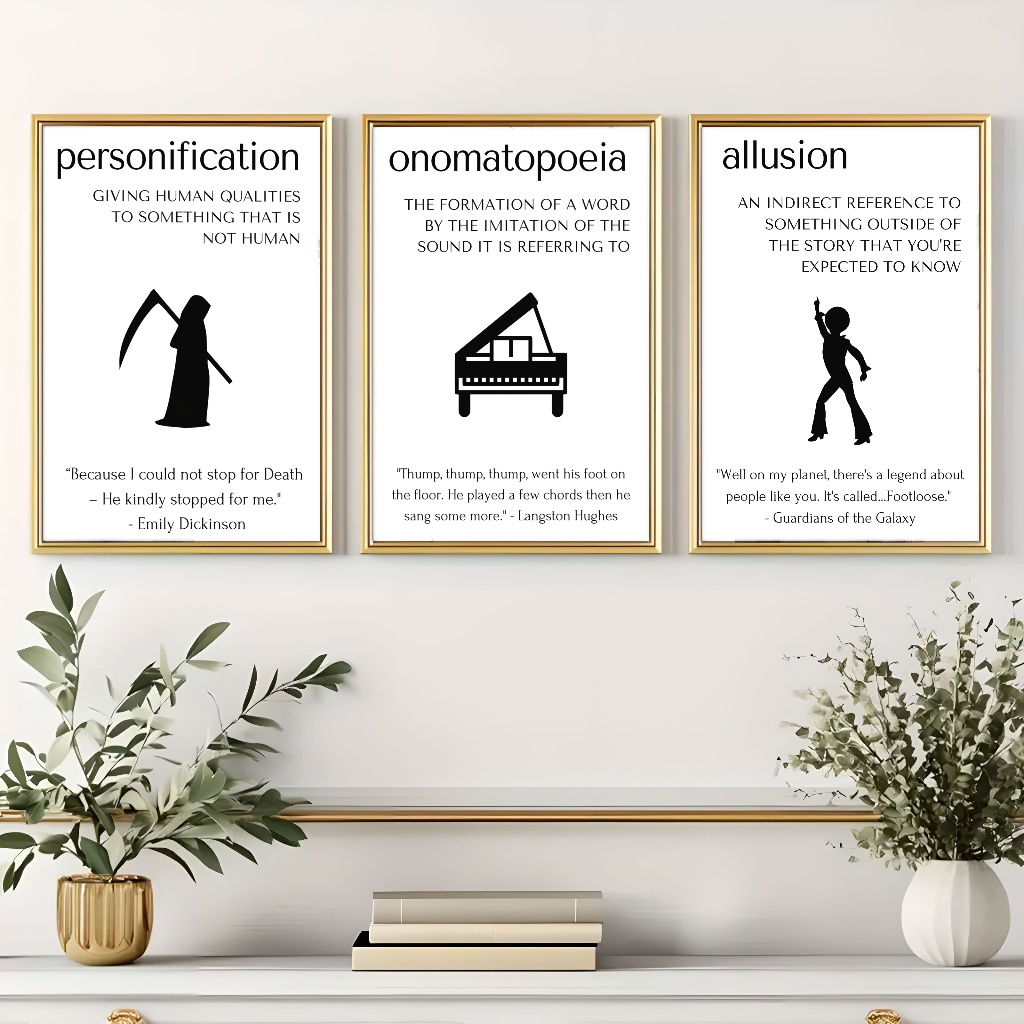 personification
GIVING HUMAN QUALITIES
TO SOMETHING THAT IS
NOT HUMAN
“Because I could not stop for Death
– He kindly stopped for me."
- Emily Dickinson
onomatopoeia
THE FORMATION OF A WORD
BY THE IMITATION OF THE
SOUND IT IS REFERRING TO
"Thump, thump, thump, went his foot on
the floor. He played a few chords then he
sang some more." - Langston Hughes
allusion
AN INDIRECT REFERENCE TO
SOMETHING OUTSIDE OF
THE STORY THAT YOU'RE
EXPECTED TO KNOW
"Well on my planet, there's a legend about
people like you. It's called...Footloose."
- Guardians of the Galaxy